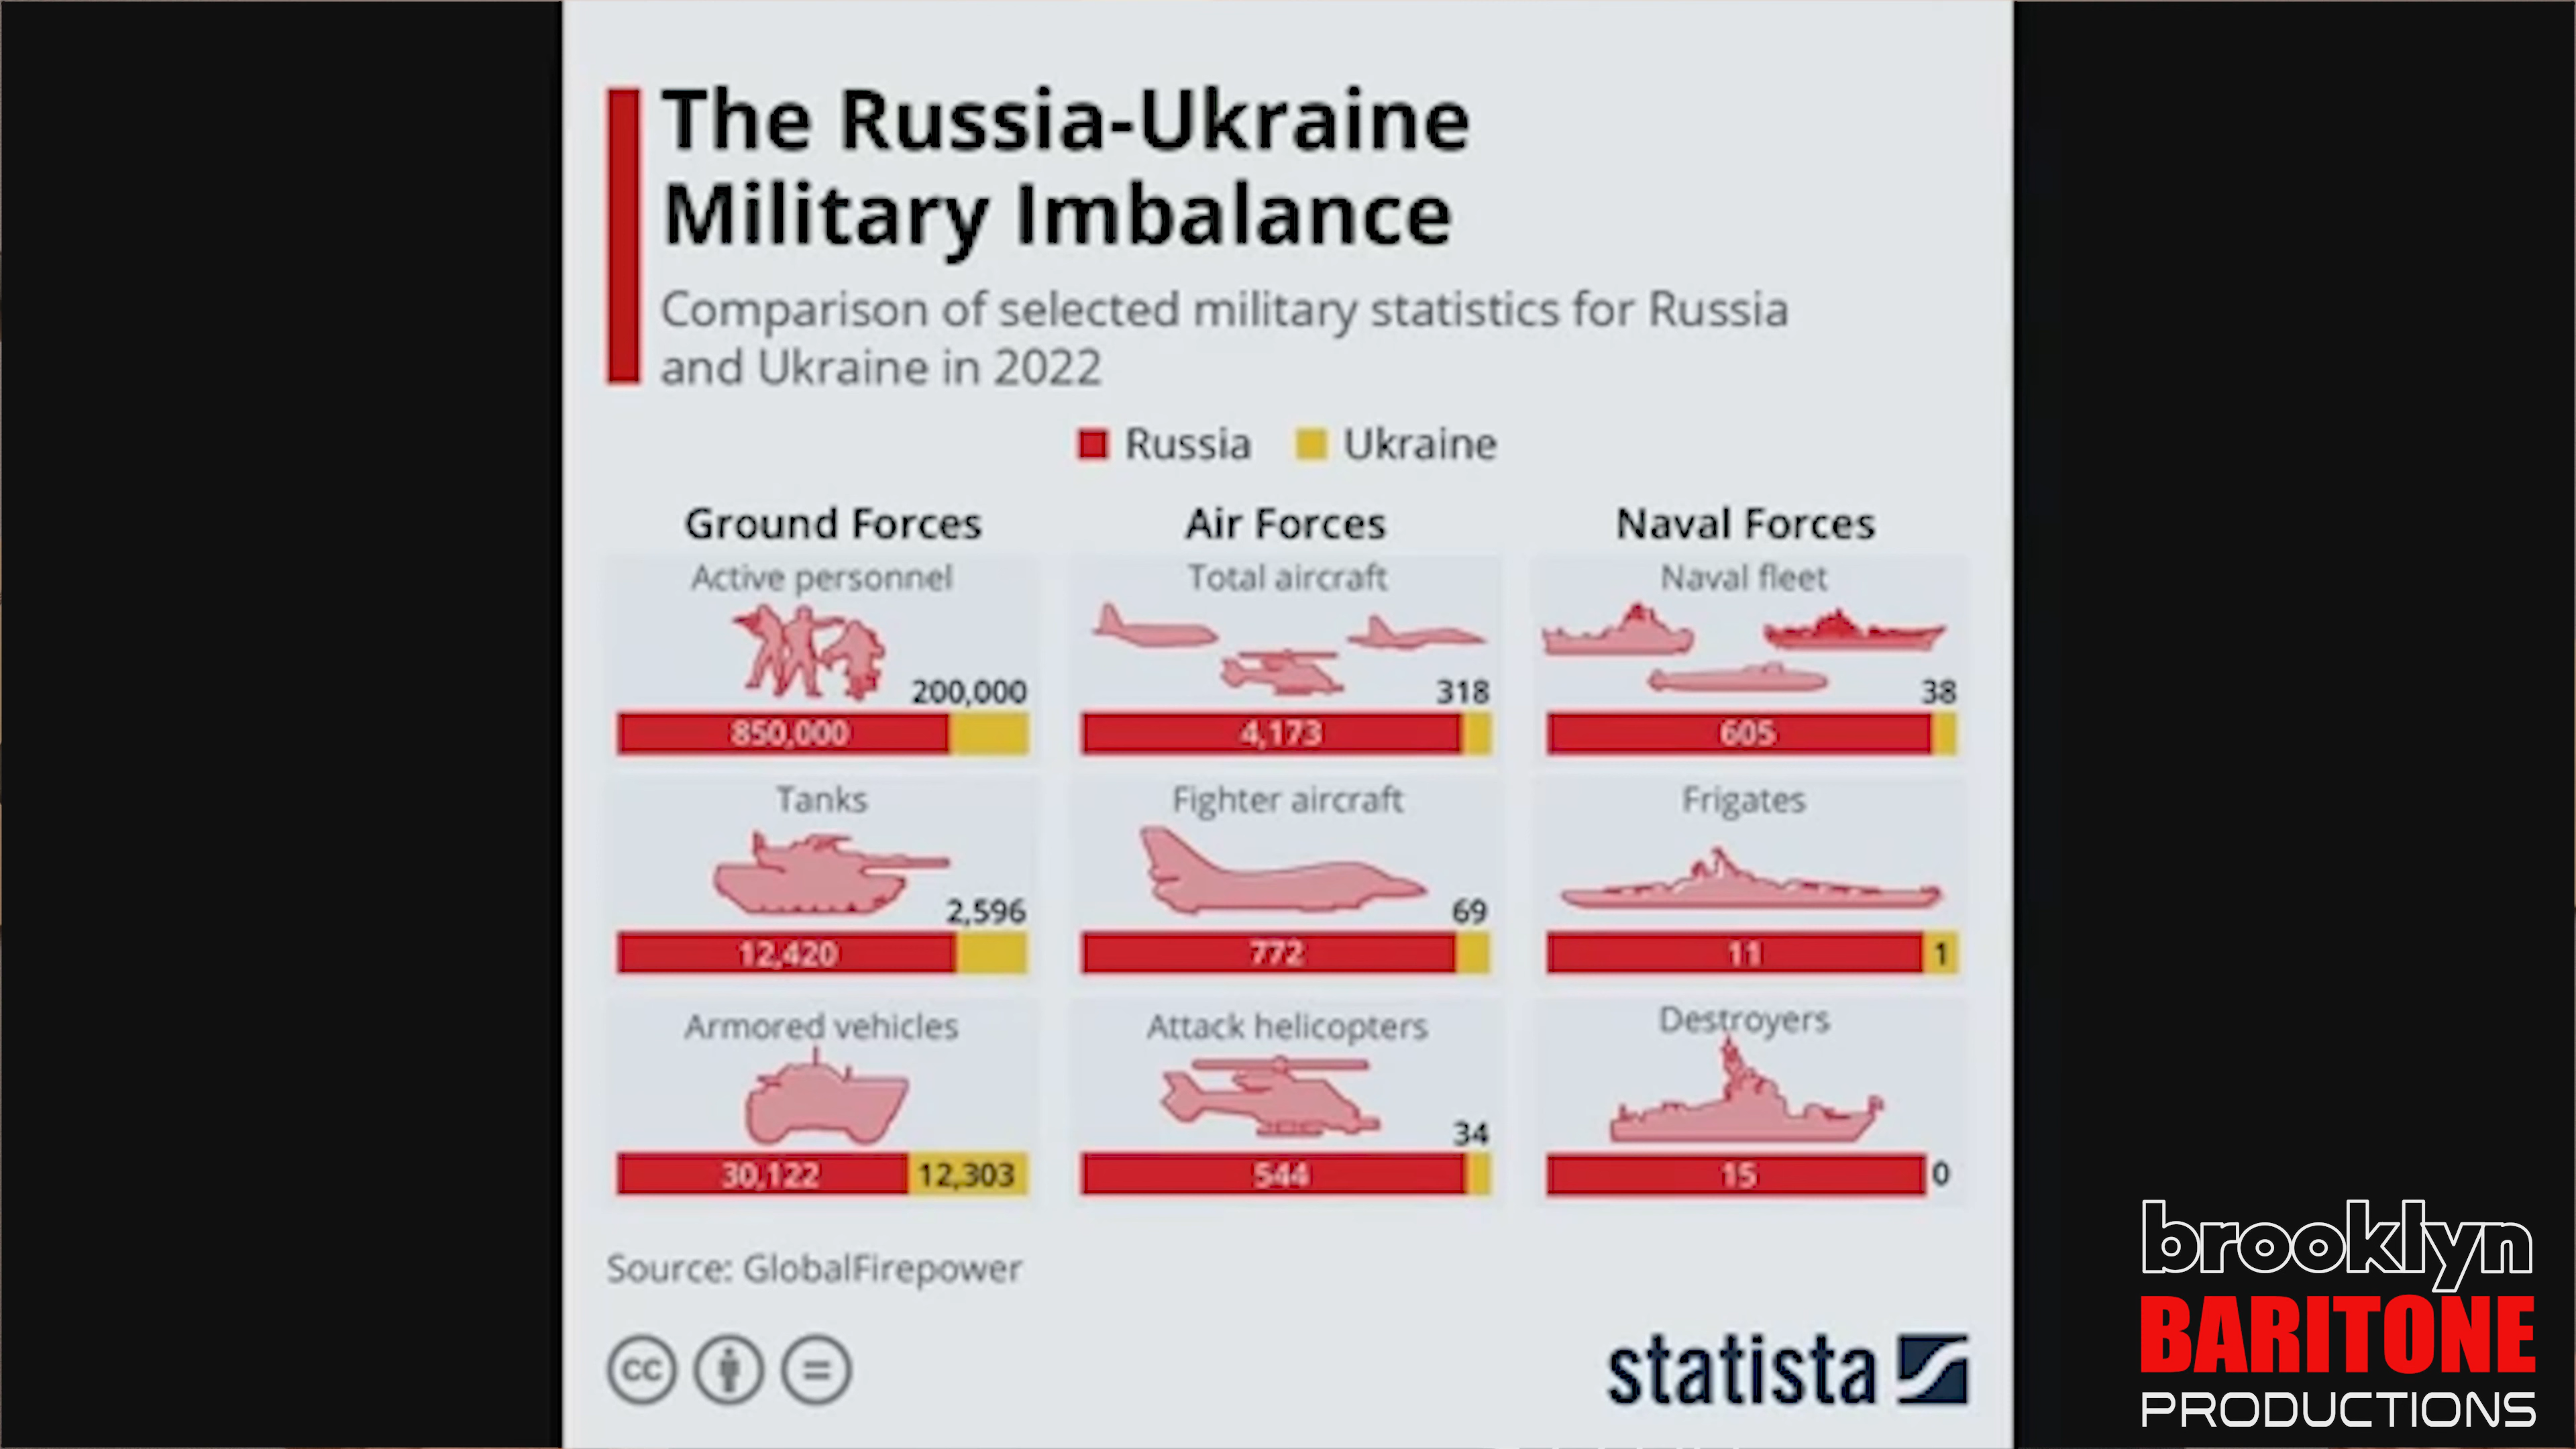 The Russia-Ukraine
Military Imbalance
Comparison of selected military statistics for Russia
and Ukraine in 2022
Russia Ukraine
Ground Forces
Active personnel
200,000
850,000
Tanks
2,596
12,420
Armored vehicles
30,122 12,303
Air Forces
Total aircraft
318
4,173
Fighter aircraft
69
772
Attack helicopters
34
544
Naval Forces
Naval fleet
38
605
Frigates
11 1
Destroyers
15 0
Source: GlobalFirepower
cc =
statista
brooklyn
BARITONE
PRODUCTIONS